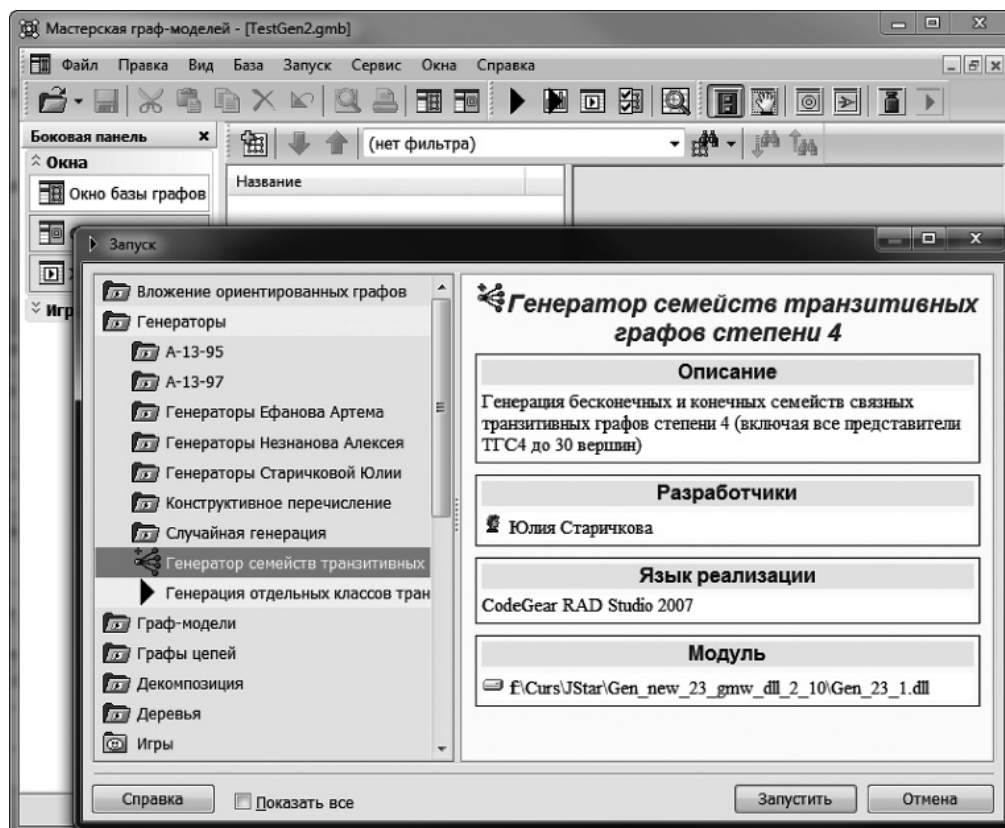 Мастерская граф-моделей - [TestGen2.gmb]
Файл Правка Вид База Запуск Сервис Окна Справка
Боковая панель
(нет фильтра)
Окна
Название
Окно базы графов
Запуск
Вложение ориентированных графов
Генераторы
А-13-95
А-13-97
Генераторы Ефанова Артема
Генераторы Незнанова Алексея
Генераторы Старичковой Юлии
Конструктивное перечисление
Случайная генерация
Генератор семейств транзитивных
Генерация отдельных классов тран
Граф-модели
Графы цепей
Декомпозиция
Деревья
Игры
Генератор семейств транзитивных
графов степени 4
Описание
Генерация бесконечных и конечных семейств связных
транзитивных графов степени 4 (включая все представители
ТГС4 до 30 вершин)
Разработчики
Юлия Старичкова
Язык реализации
CodeGear RAD Studio 2007
Модуль
f:\Curs\JStar\Gen_new_23_gmw_dll_2_10\Gen_23_1.dll
Справка
Показать все
Запустить
Отмена